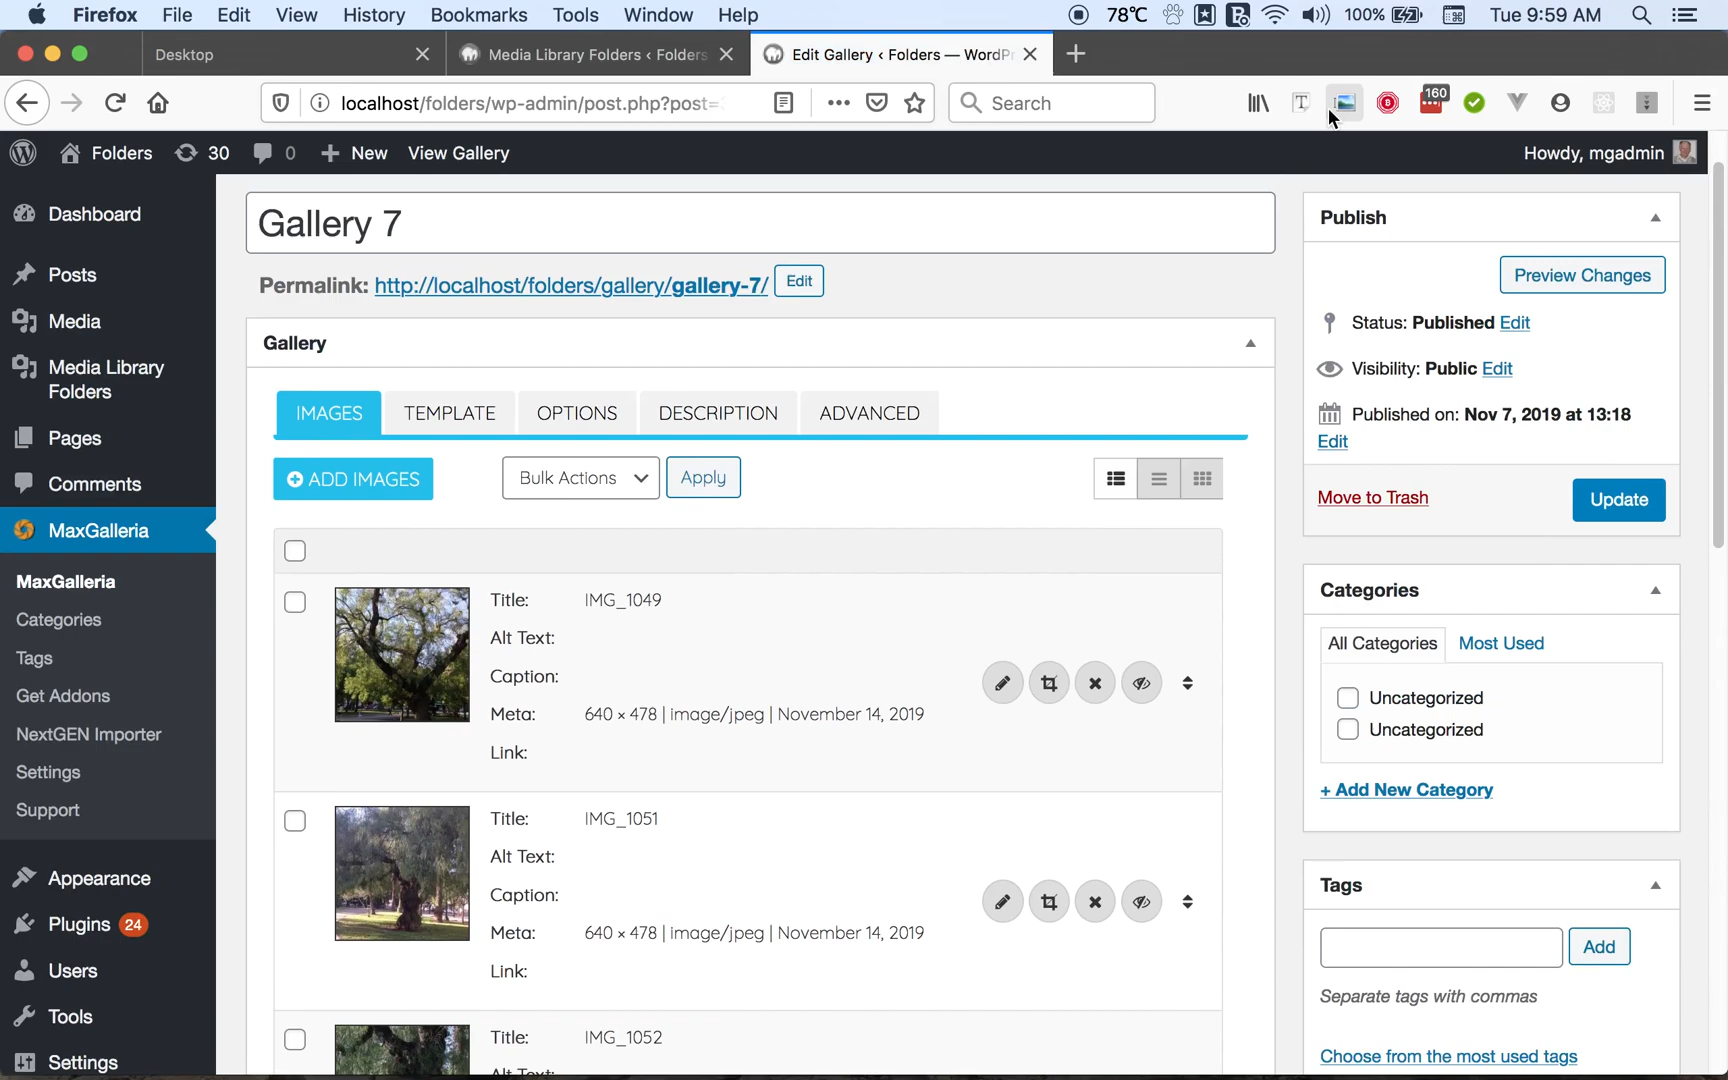 Firefox File Edit View History Bookmarks Tools Window Help 78°C 100% Tue 9:59 AM
Desktop Media Library Folders ‹ Folders Edit Gallery ‹ Folders — WordPr
localhost/folders/wp-admin/post.php?post= Search 160
Folders 30 0 New View Gallery Howdy, mgadmin
Dashboard
Posts
Media
Media Library
Folders
Pages
Comments
MaxGalleria
MaxGalleria
Categories
Tags
Get Addons
NextGEN Importer
Settings
Support
Appearance
Plugins 24
Users
Tools
Settings
Gallery 7
Permalink: http://localhost/folders/gallery/gallery-7/ Edit
Gallery
IMAGES TEMPLATE OPTIONS DESCRIPTION ADVANCED
ADD IMAGES Bulk Actions Apply
Title: IMG_1049
Alt Text:
Caption:
Meta: 640 × 478 | image/jpeg | November 14, 2019
Link:
Title: IMG_1051
Alt Text:
Caption:
Meta: 640 × 478 | image/jpeg | November 14, 2019
Link:
Title: IMG_1052
Alt Text:
Publish
Preview Changes
Status: Published Edit
Visibility: Public Edit
Published on: Nov 7, 2019 at 13:18
Edit
Move to Trash Update
Categories
All Categories Most Used
Uncategorized
Uncategorized
+ Add New Category
Tags
Add
Separate tags with commas
Choose from the most used tags